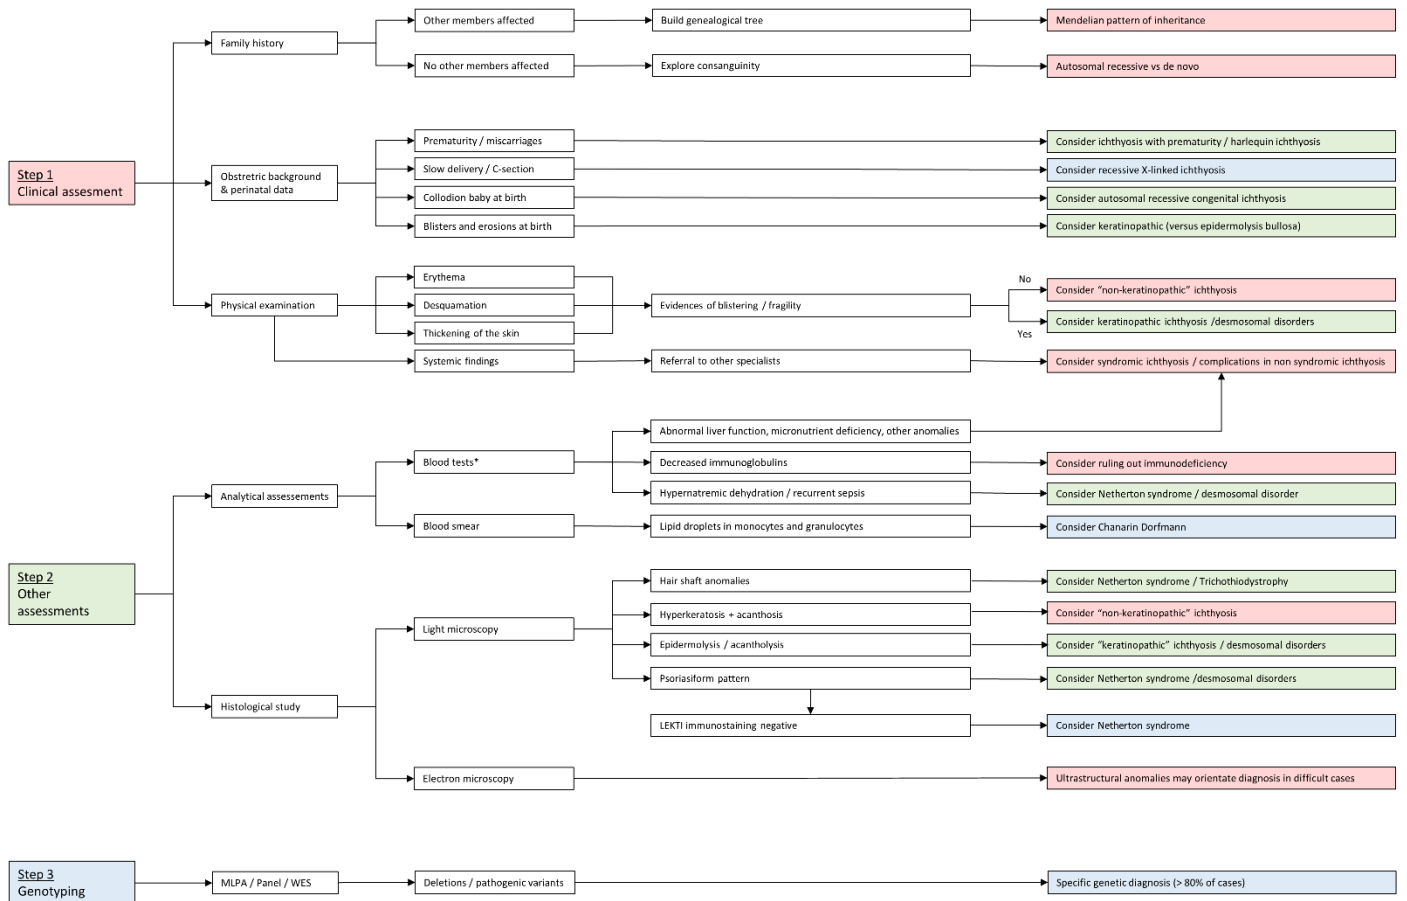 Step 1
Clinical assesment
Family history
Other members affected
Build genealogical tree
Mendelian pattern of inheritance
No other members affected
Explore consanguinity
Autosomal recessive vs de novo
Obstretric background
& perinatal data
Prematurity / miscarriages
Consider ichthyosis with prematurity / harlequin ichthyosis
Slow delivery / C-section
Consider recessive X-linked ichthyosis
Collodion baby at birth
Consider autosomal recessive congenital ichthyosis
Blisters and erosions at birth
Consider keratinopathic (versus epidermolysis bullosa)
Physical examination
Erythema
Desquamation
Thickening of the skin
Evidences of blistering / fragility
No
Consider “non-keratinopathic” ichthyosis
Yes
Consider keratinopathic ichthyosis /desmosomal disorders
Systemic findings
Referral to other specialists
Consider syndromic ichthyosis / complications in non syndromic ichthyosis
Step 2
Other
assessments
Analytical assessements
Blood tests*
Abnormal liver function, micronutrient deficiency, other anomalies
Decreased immunoglobulins
Consider ruling out immunodeficiency
Hypernatremic dehydration / recurrent sepsis
Consider Netherton syndrome / desmosomal disorder
Blood smear
Lipid droplets in monocytes and granulocytes
Consider Chanarin Dorfmann
Histological study
Light microscopy
Hair shaft anomalies
Consider Netherton syndrome / Trichothiodystrophy
Hyperkeratosis + acanthosis
Consider “non-keratinopathic” ichthyosis
Epidermolysis / acantholysis
Consider “keratinopathic” ichthyosis / desmosomal disorders
Psoriasiform pattern
Consider Netherton syndrome /desmosomal disorders
LEKTI immunostaining negative
Consider Netherton syndrome
Electron microscopy
Ultrastructural anomalies may orientate diagnosis in difficult cases
Step 3
Genotyping
MLPA / Panel / WES
Deletions / pathogenic variants
Specific genetic diagnosis (> 80% of cases)